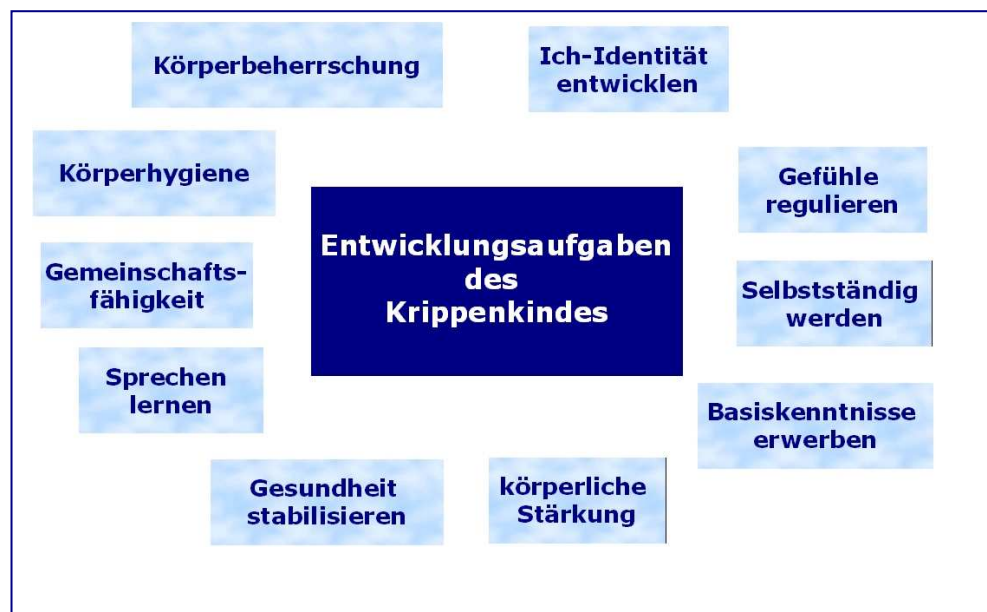 Körperbeherrschung
Ich-Identität
entwicklen
Körperhygiene
Gefühle
regulieren
Entwicklungsaufgaben
des
Krippenkindes
Gemeinschafts-
fähigkeit
Selbstständig
werden
Sprechen
lernen
Basiskenntnisse
erwerben
Gesundheit
stabilisieren
körperliche
Stärkung